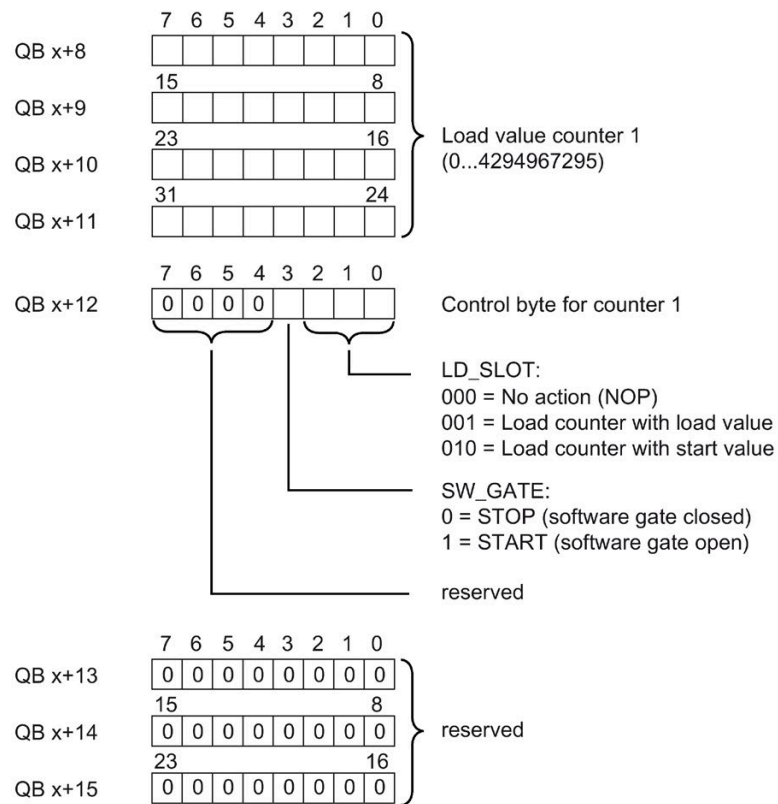 7 6 5 4 3 2 1 0
QB x+8
15 8
QB x+9
23 16
QB x+10
31 24
QB x+11
Load value counter 1
(0...4294967295)
7 6 5 4 3 2 1 0
QB x+12 0 0 0 0 Control byte for counter 1
LD_SLOT:
000 = No action (NOP)
001 = Load counter with load value
010 = Load counter with start value
SW_GATE:
0 = STOP (software gate closed)
1 = START (software gate open)
reserved
7 6 5 4 3 2 1 0
QB x+13 0 0 0 0 0 0 0 0
15 8
QB x+14 0 0 0 0 0 0 0 0
23 16
QB x+15 0 0 0 0 0 0 0 0
reserved